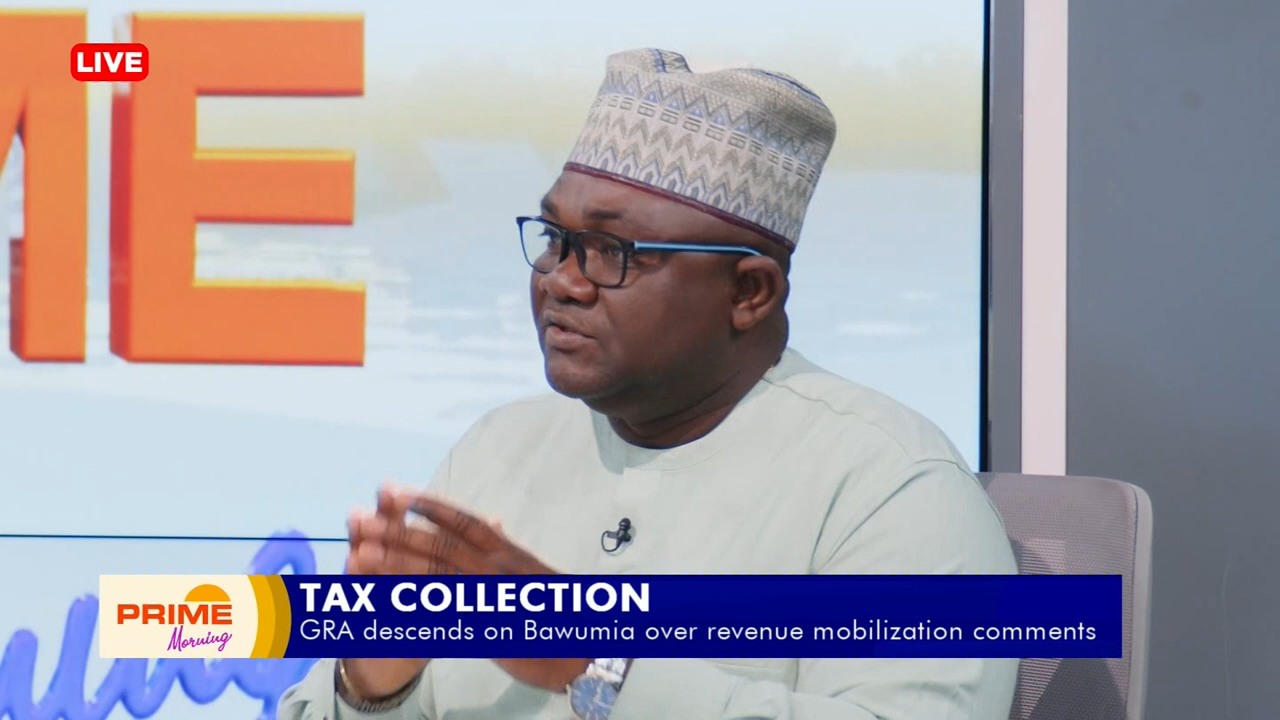 LIVE
ME
TAX COLLECTION
GRA descends on Bawumia over revenue mobilization comments
PRIME
Morning